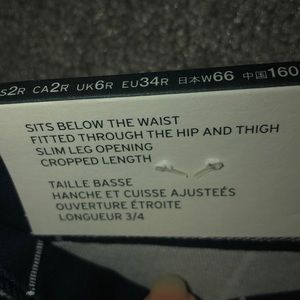 S2R CA2R UK6R EU34R 日本W66 中国160
SITS BELOW THE WAIST
FITTED THROUGH THE HIP AND THIGH
SLIM LEG OPENING
CROPPED LENGTH
TAILLE BASSE
HANCHE ET CUISSE AJUSTÉES
OUVERTURE ÉTROITE
LONGUEUR 3/4